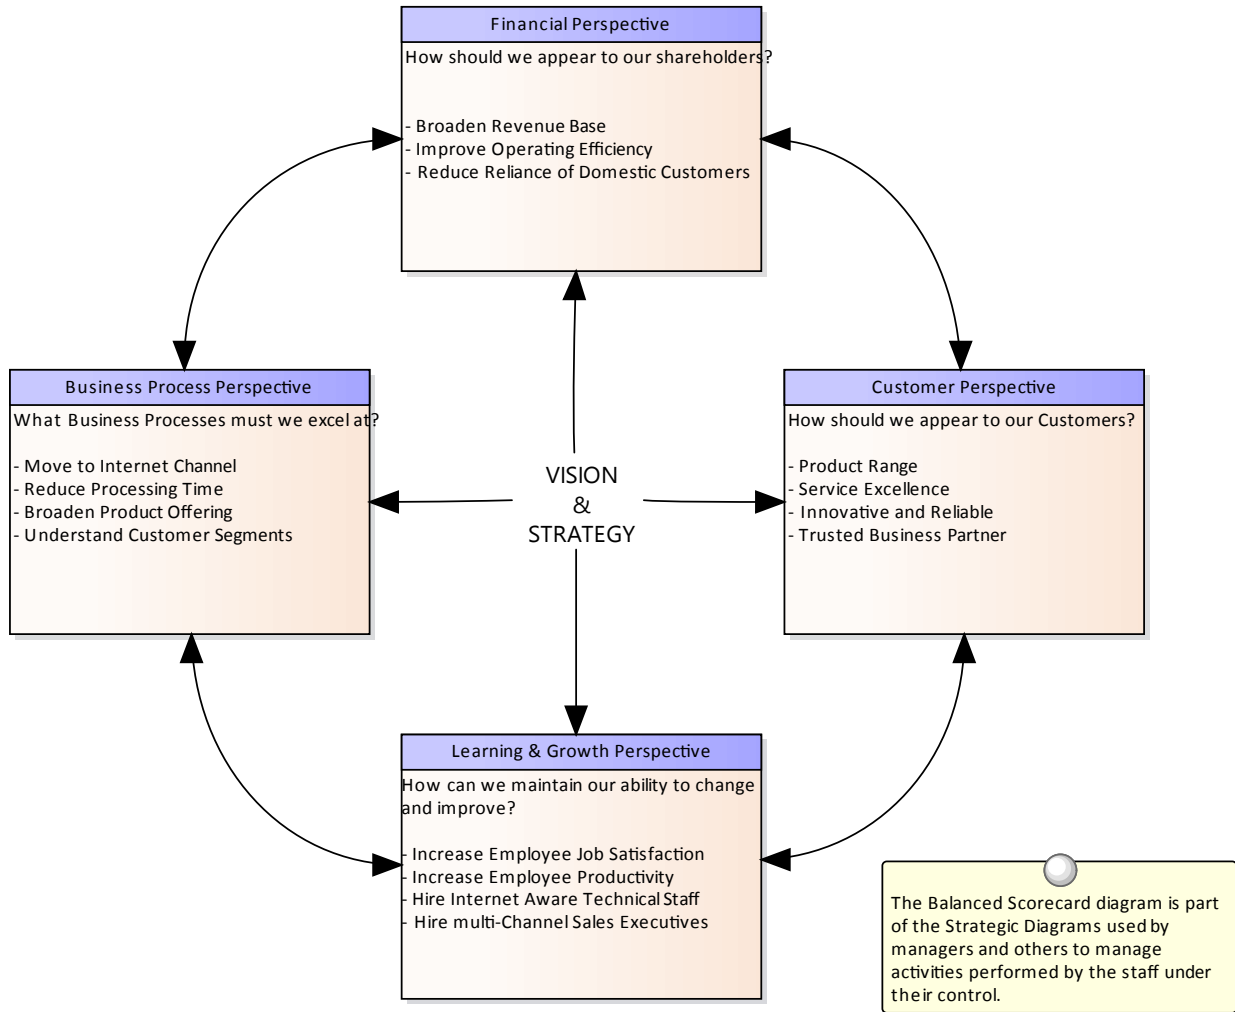 Financial Perspective
How should we appear to our shareholders?
- Broaden Revenue Base
- Improve Operating Efficiency
- Reduce Reliance of Domestic Customers
Business Process Perspective
What Business Processes must we excel at?
- Move to Internet Channel
- Reduce Processing Time
- Broaden Product Offering
- Understand Customer Segments
VISION
&
STRATEGY
Customer Perspective
How should we appear to our Customers?
- Product Range
- Service Excellence
- Innovative and Reliable
- Trusted Business Partner
Learning & Growth Perspective
How can we maintain our ability to change
and improve?
- Increase Employee Job Satisfaction
- Increase Employee Productivity
- Hire Internet Aware Technical Staff
- Hire multi-Channel Sales Executives
The Balanced Scorecard diagram is part
of the Strategic Diagrams used by
managers and others to manage
activities performed by the staff under
their control.